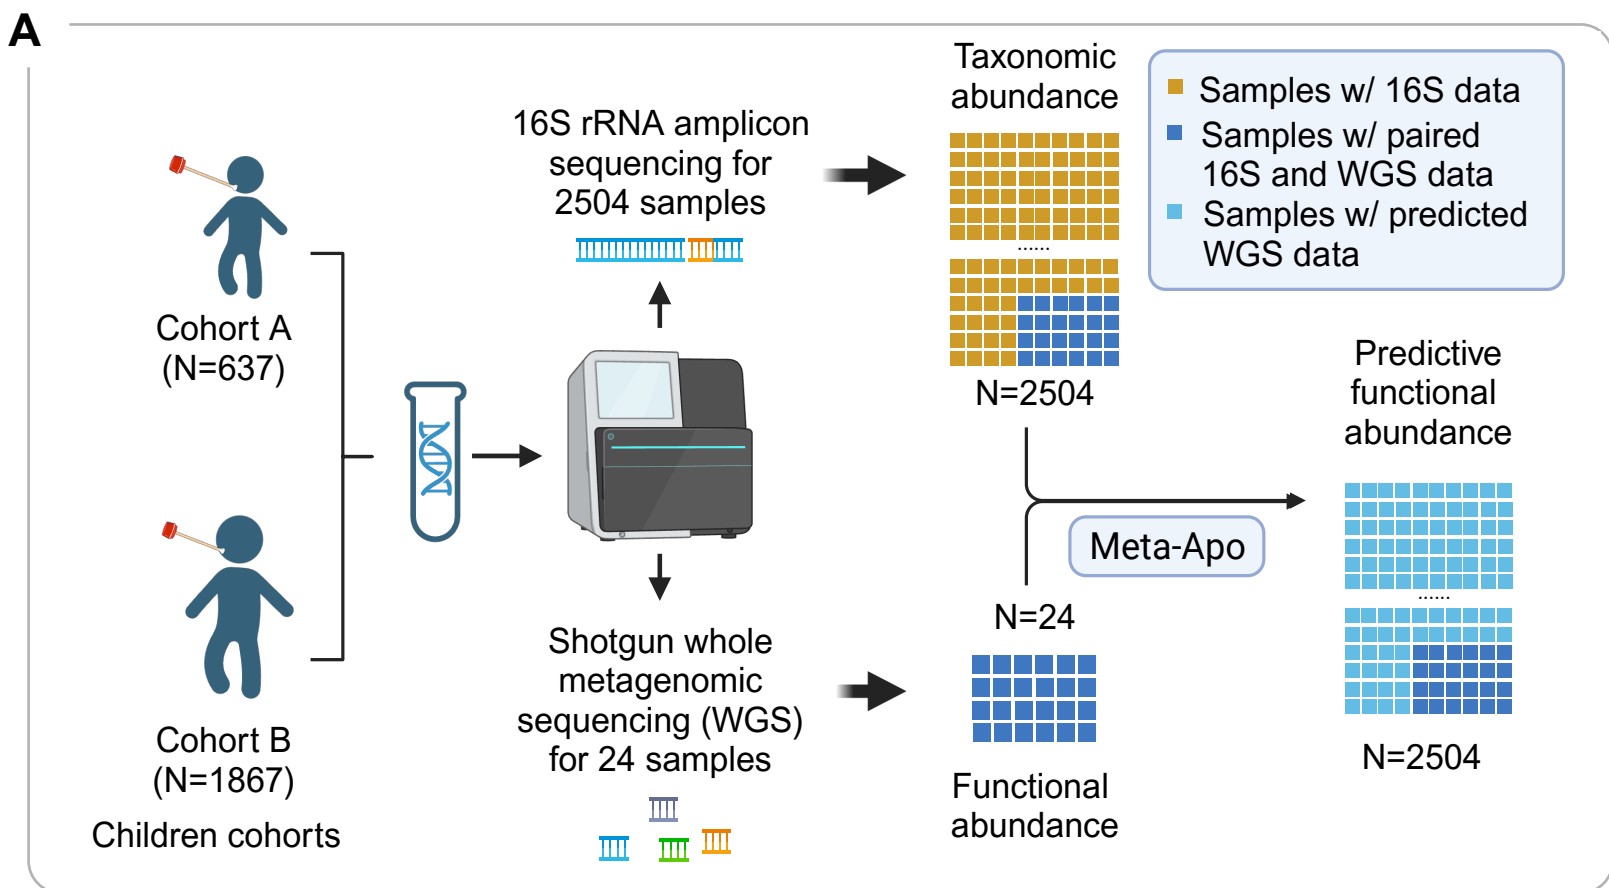 A
Cohort A
(N=637)
Cohort B
(N=1867)
Children cohorts
16S rRNA amplicon
sequencing for
2504 samples
Shotgun whole
metagenomic
sequencing (WGS)
for 24 samples
Taxonomic
abundance
......
N=2504
N=24
Functional
abundance
Meta-Apo
Samples w/ 16S data
Samples w/ paired
16S and WGS data
Samples w/ predicted
WGS data
Predictive
functional
abundance
......
N=2504